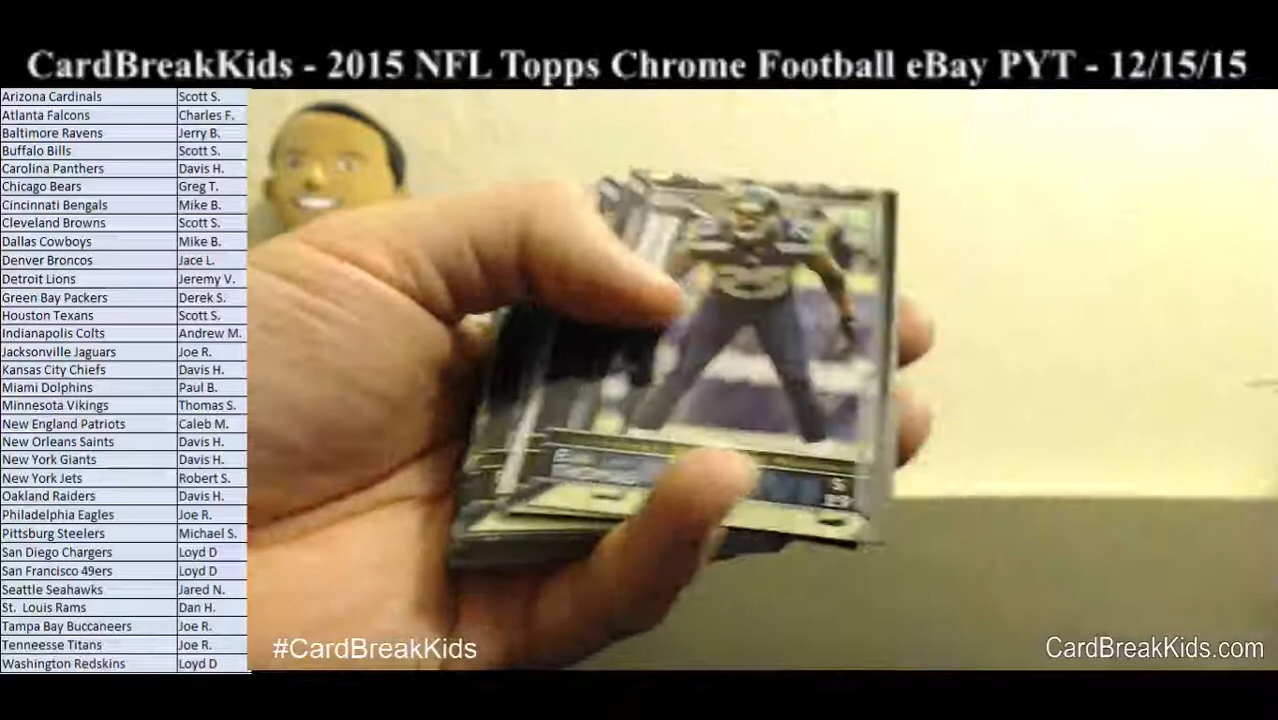 CardBreakKids - 2015 NFL Topps Chrome Football eBay PYT - 12/15/15
Arizona Cardinals Scott S.
Atlanta Falcons Charles F.
Baltimore Ravens Jerry B.
Buffalo Bills Scott S.
Carolina Panthers Davis H.
Chicago Bears Greg T.
Cincinnati Bengals Mike B.
Cleveland Browns Scott S.
Dallas Cowboys Mike B.
Denver Broncos Jace L.
Detroit Lions Jeremy V.
Green Bay Packers Derek S.
Houston Texans Scott S.
Indianapolis Colts Andrew M.
Jacksonville Jaguars Joe R.
Kansas City Chiefs Davis H.
Miami Dolphins Paul B.
Minnesota Vikings Thomas S.
New England Patriots Caleb M.
New Orleans Saints Davis H.
New York Giants Davis H.
New York Jets Robert S.
Oakland Raiders Davis H.
Philadelphia Eagles Joe R.
Pittsburg Steelers Michael S.
San Diego Chargers Loyd D
San Francisco 49ers Loyd D
Seattle Seahawks Jared N.
St. Louis Rams Dan H.
Tampa Bay Buccaneers Joe R.
Tenneesse Titans Joe R.
Washington Redskins Loyd D
#CardBreakKids
CardBreakKids.com